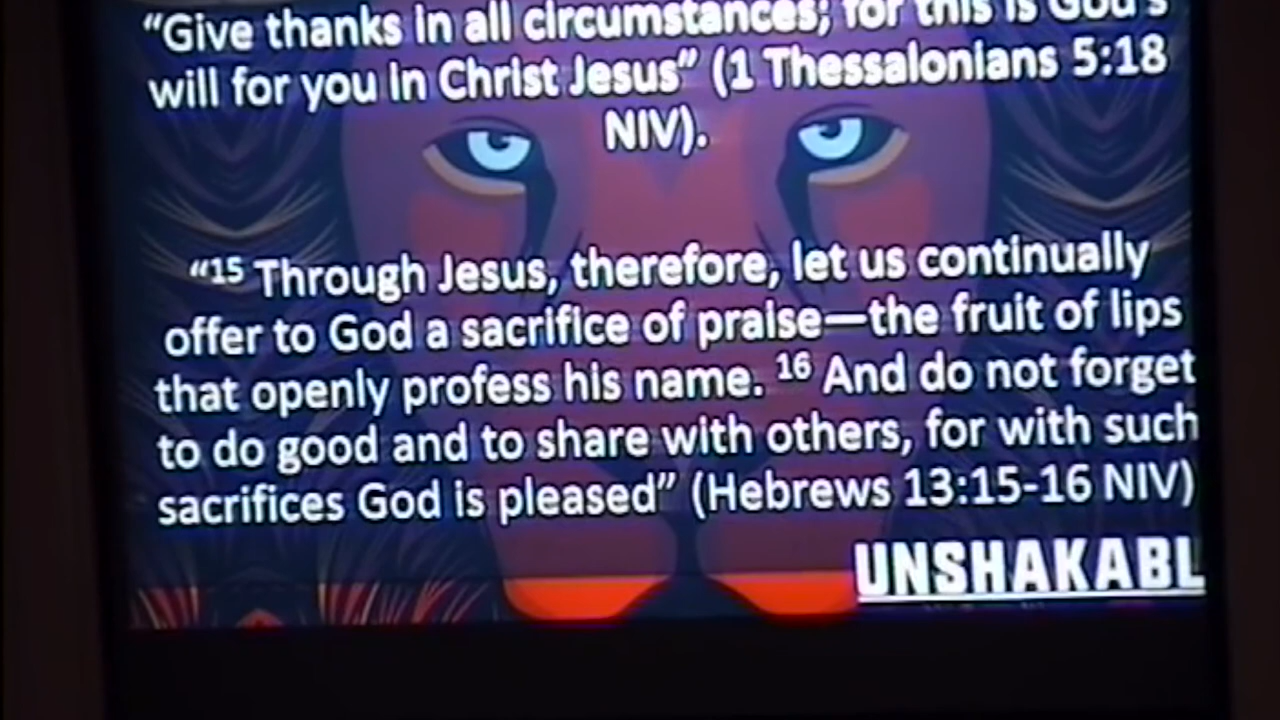 “Give thanks in all circumstances; for this is God's
will for you in Christ Jesus” (1 Thessalonians 5:18
NIV).
“15 Through Jesus, therefore, let us continually
offer to God a sacrifice of praise—the fruit of lips
that openly profess his name. 16 And do not forget
to do good and to share with others, for with such
sacrifices God is pleased” (Hebrews 13:15-16 NIV)
UNSHAKABL